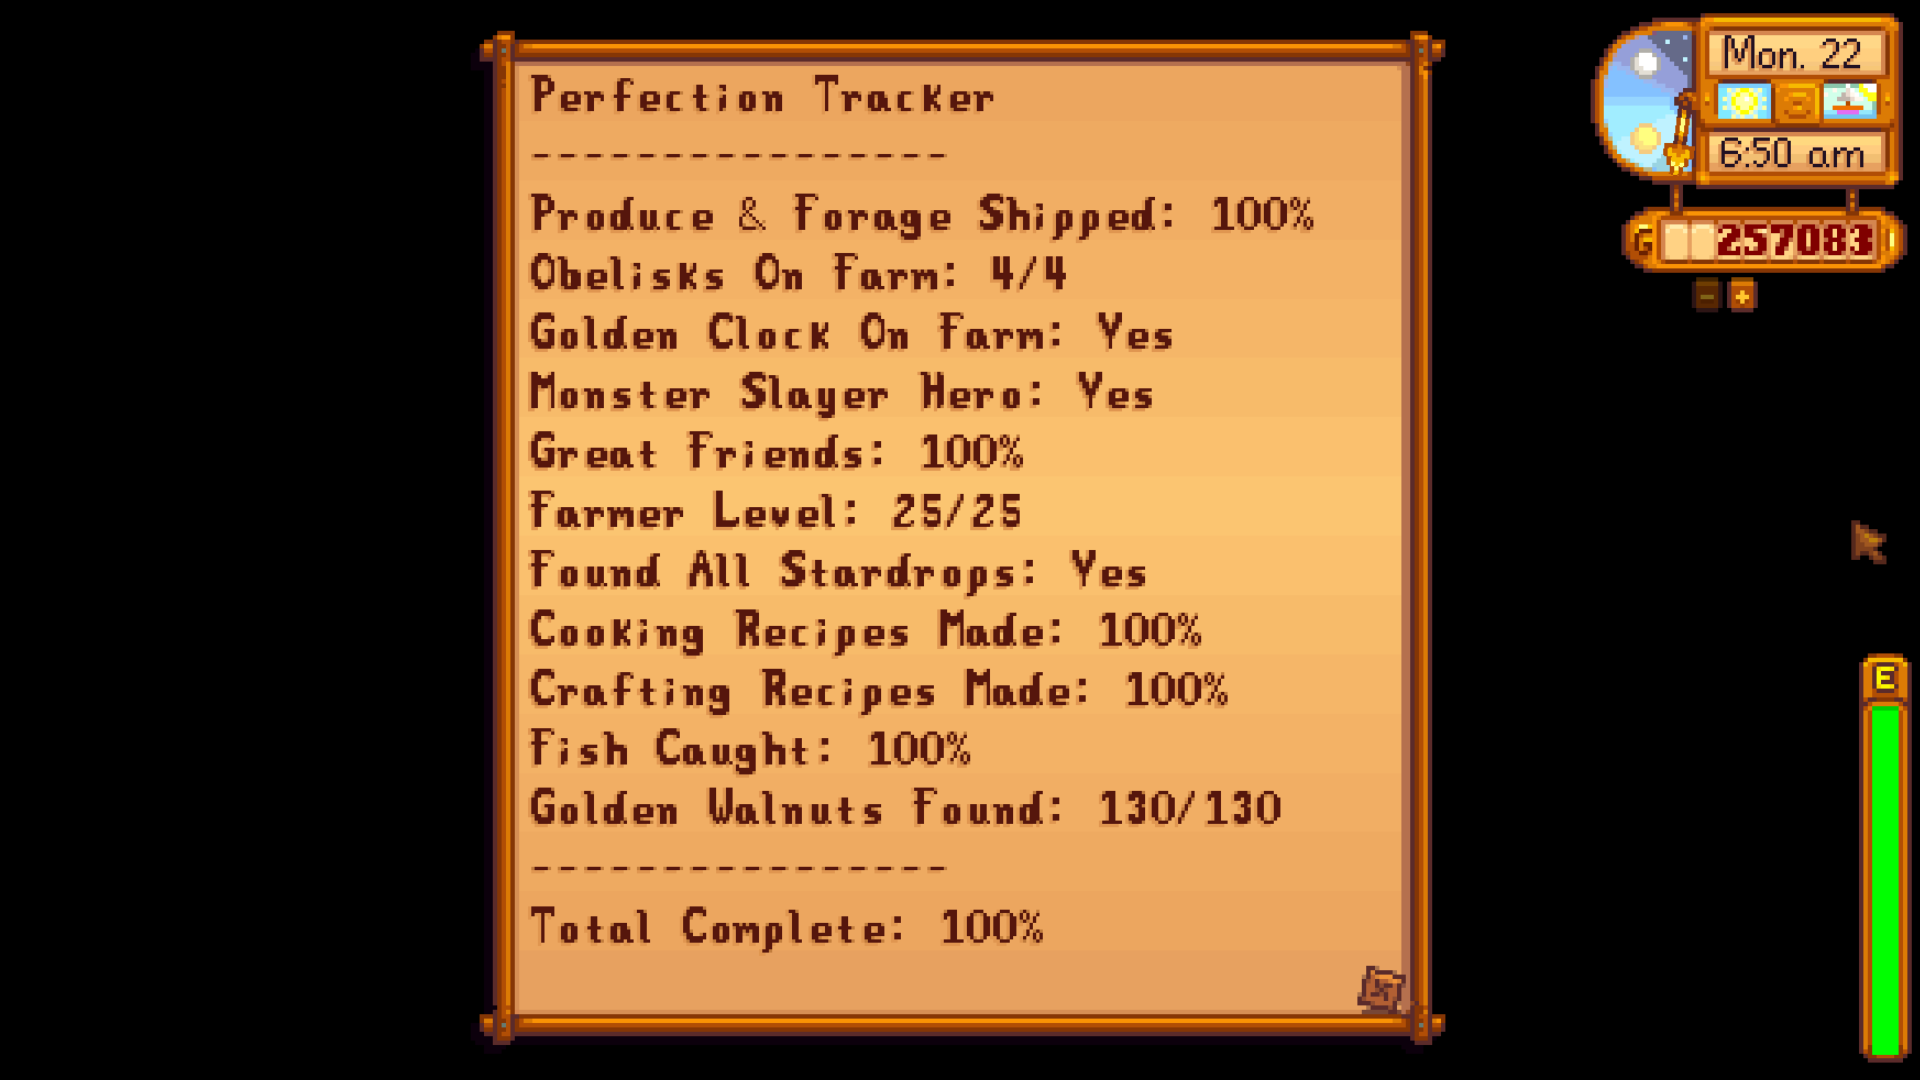 Perfection Tracker
----------------
Produce & Forage Shipped: 100%
Obelisks On Farm: 4/4
Golden Clock On Farm: Yes
Monster Slayer Hero: Yes
Great Friends: 100%
Farmer Level: 25/25
Found All Stardrops: Yes
Cooking Recipes Made: 100%
Crafting Recipes Made: 100%
Fish Caught: 100%
Golden Walnuts Found: 130/130
----------------
Total Complete: 100%
Mon. 22
6:50 am
G 257083
- +
E